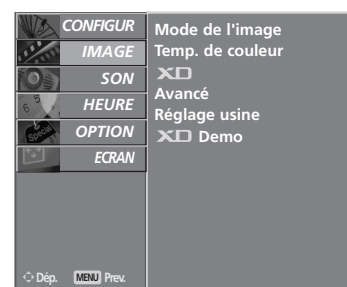 CONFIGUR
IMAGE
SON
HEURE
OPTION
ECRAN
Dép. MENU Prev.
Mode de l'image
Temp. de couleur
XD
Avancé
Réglage usine
XD Demo